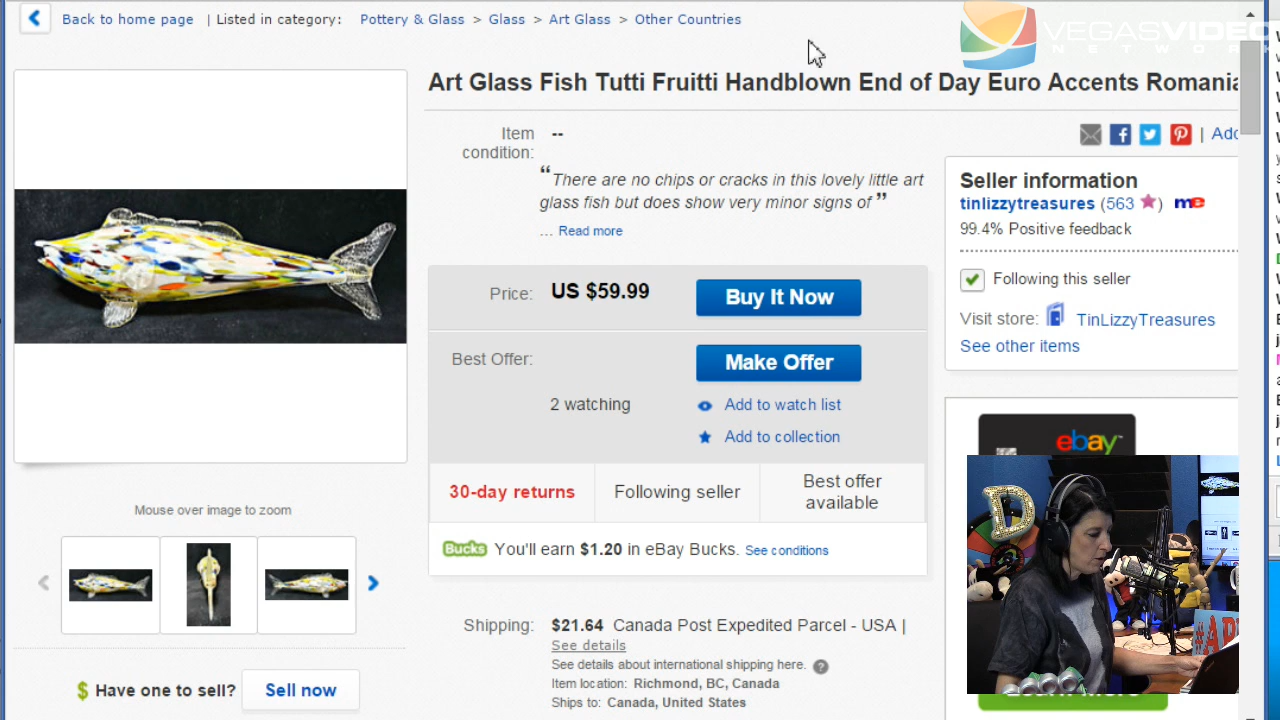 Back to home page | Listed in category: Pottery & Glass > Glass > Art Glass > Other Countries
VEGASVIDEO
NETWORK
Art Glass Fish Tutti Fruitti Handblown End of Day Euro Accents Romania
Item condition: --
“There are no chips or cracks in this lovely little art
glass fish but does show very minor signs of ”
... Read more
Price: US $59.99 Buy It Now
Best Offer: Make Offer
2 watching Add to watch list
Add to collection
30-day returns Following seller Best offer
available
Bucks You'll earn $1.20 in eBay Bucks. See conditions
Shipping: $21.64 Canada Post Expedited Parcel - USA |
See details
See details about international shipping here. ?
Item location: Richmond, BC, Canada
Ships to: Canada, United States
Mouse over image to zoom
$ Have one to sell? Sell now
Seller information
tinlizzytreasures (563 ) me
99.4% Positive feedback
Following this seller
Visit store: TinLizzyTreasures
See other items
ebay
D